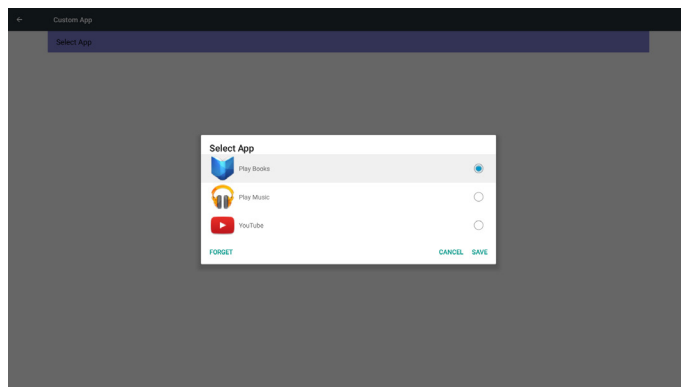 Custom App
Select App
Select App
Play Books
Play Music
YouTube
FORGET CANCEL SAVE